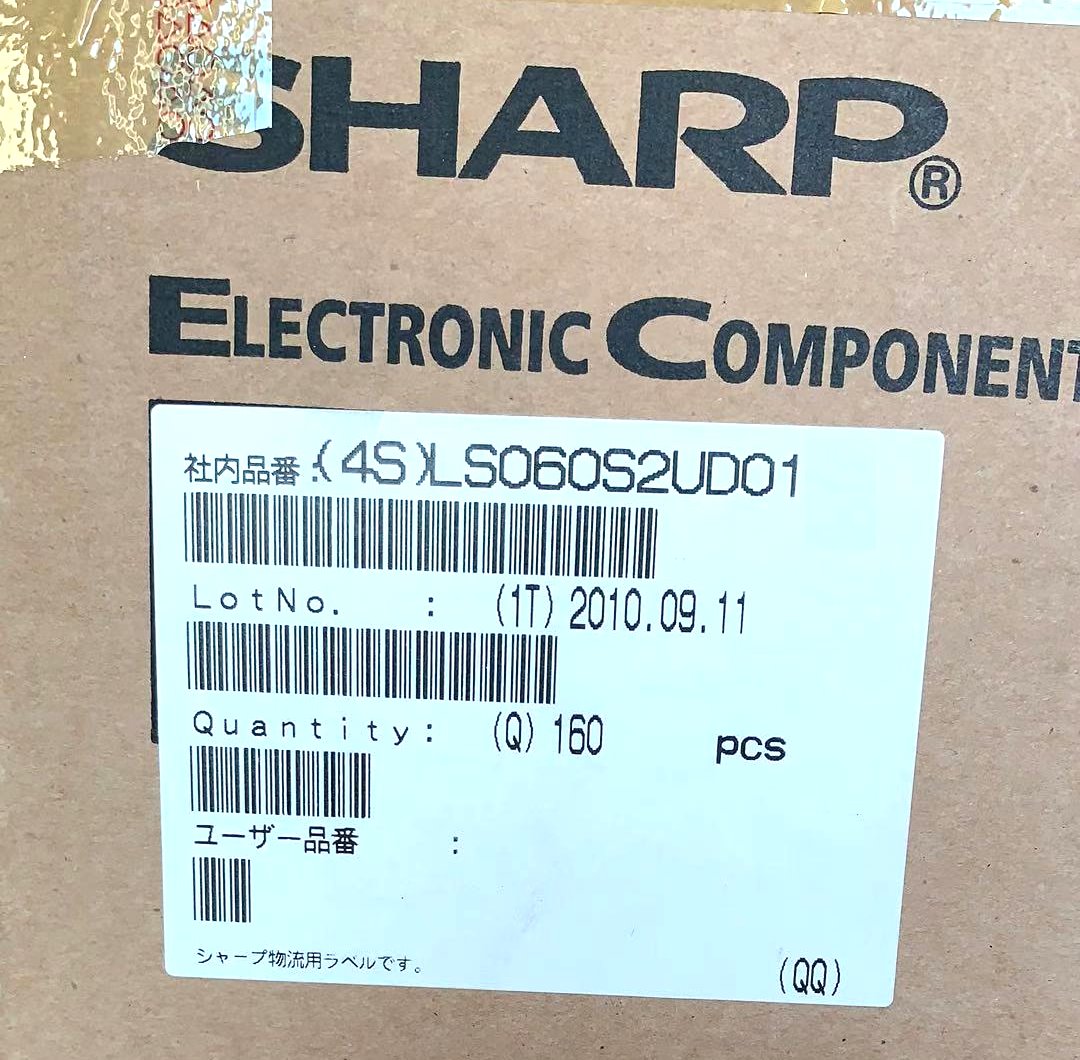 SHARP®
ELECTRONIC COMPONENT
社内品番:(4S)LS060S2UD01
LotNo. : (1T) 2010.09.11
Quantity: (Q) 160 pcs
ユーザー品番 :
シャープ物流用ラベルです。
(QQ)